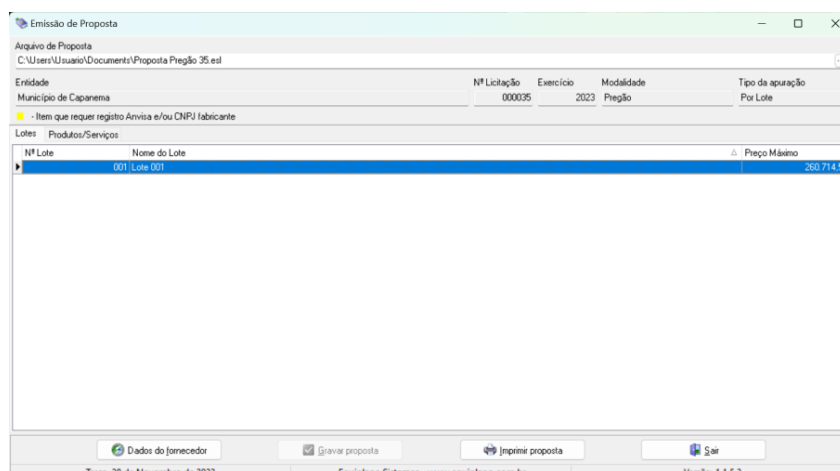 Emissão de Proposta
Arquivo de Proposta
C:\Users\Usuario\Documents\Proposta Pregão 35.esl
Entidade Nº Licitação Exercício Modalidade Tipo da apuração
Município de Capanema 000035 2023 Pregão Por Lote
- Item que requer registro Anvisa e/ou CNPJ fabricante
Lotes Produtos/Serviços
Nº Lote Nome do Lote Preço Máximo
001 Lote 001 260.714,
Dados do fornecedor Gravar proposta Imprimir proposta Sair